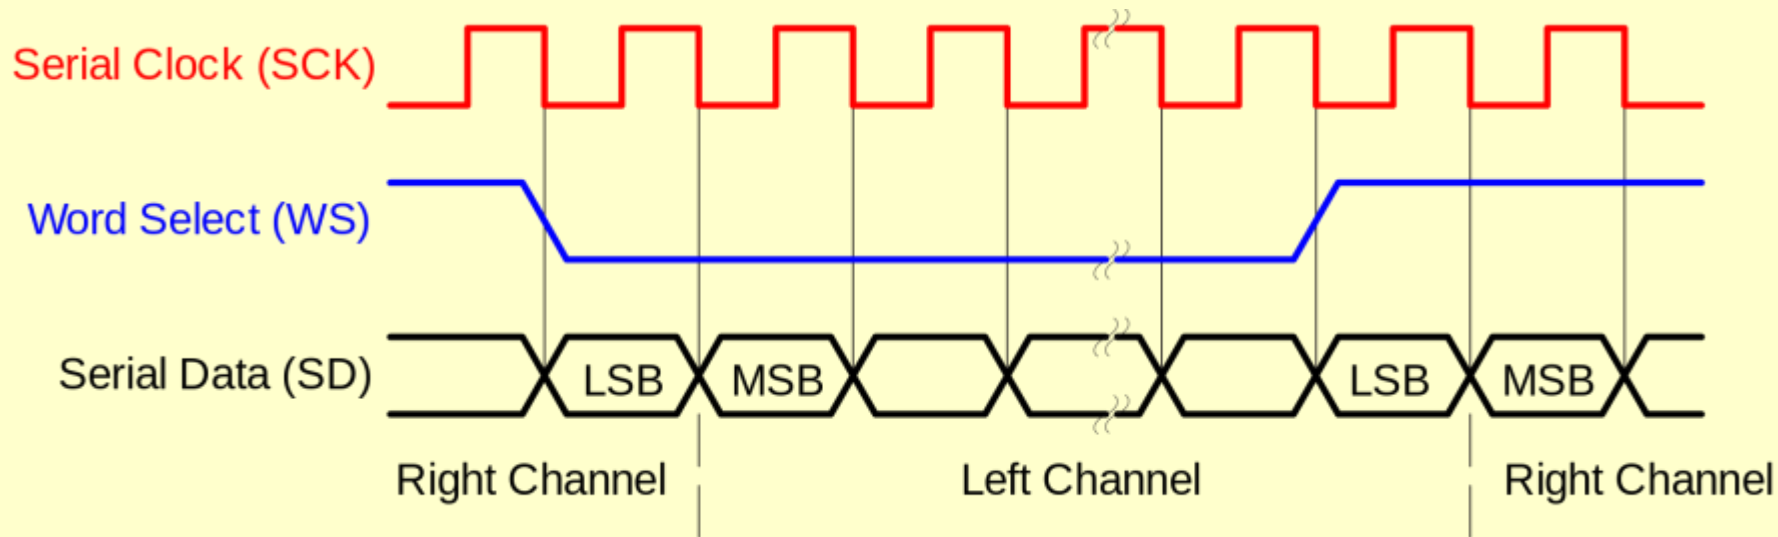 Serial Clock (SCK)
Word Select (WS)
Serial Data (SD)
LSB MSB LSB MSB
Right Channel Left Channel Right Channel